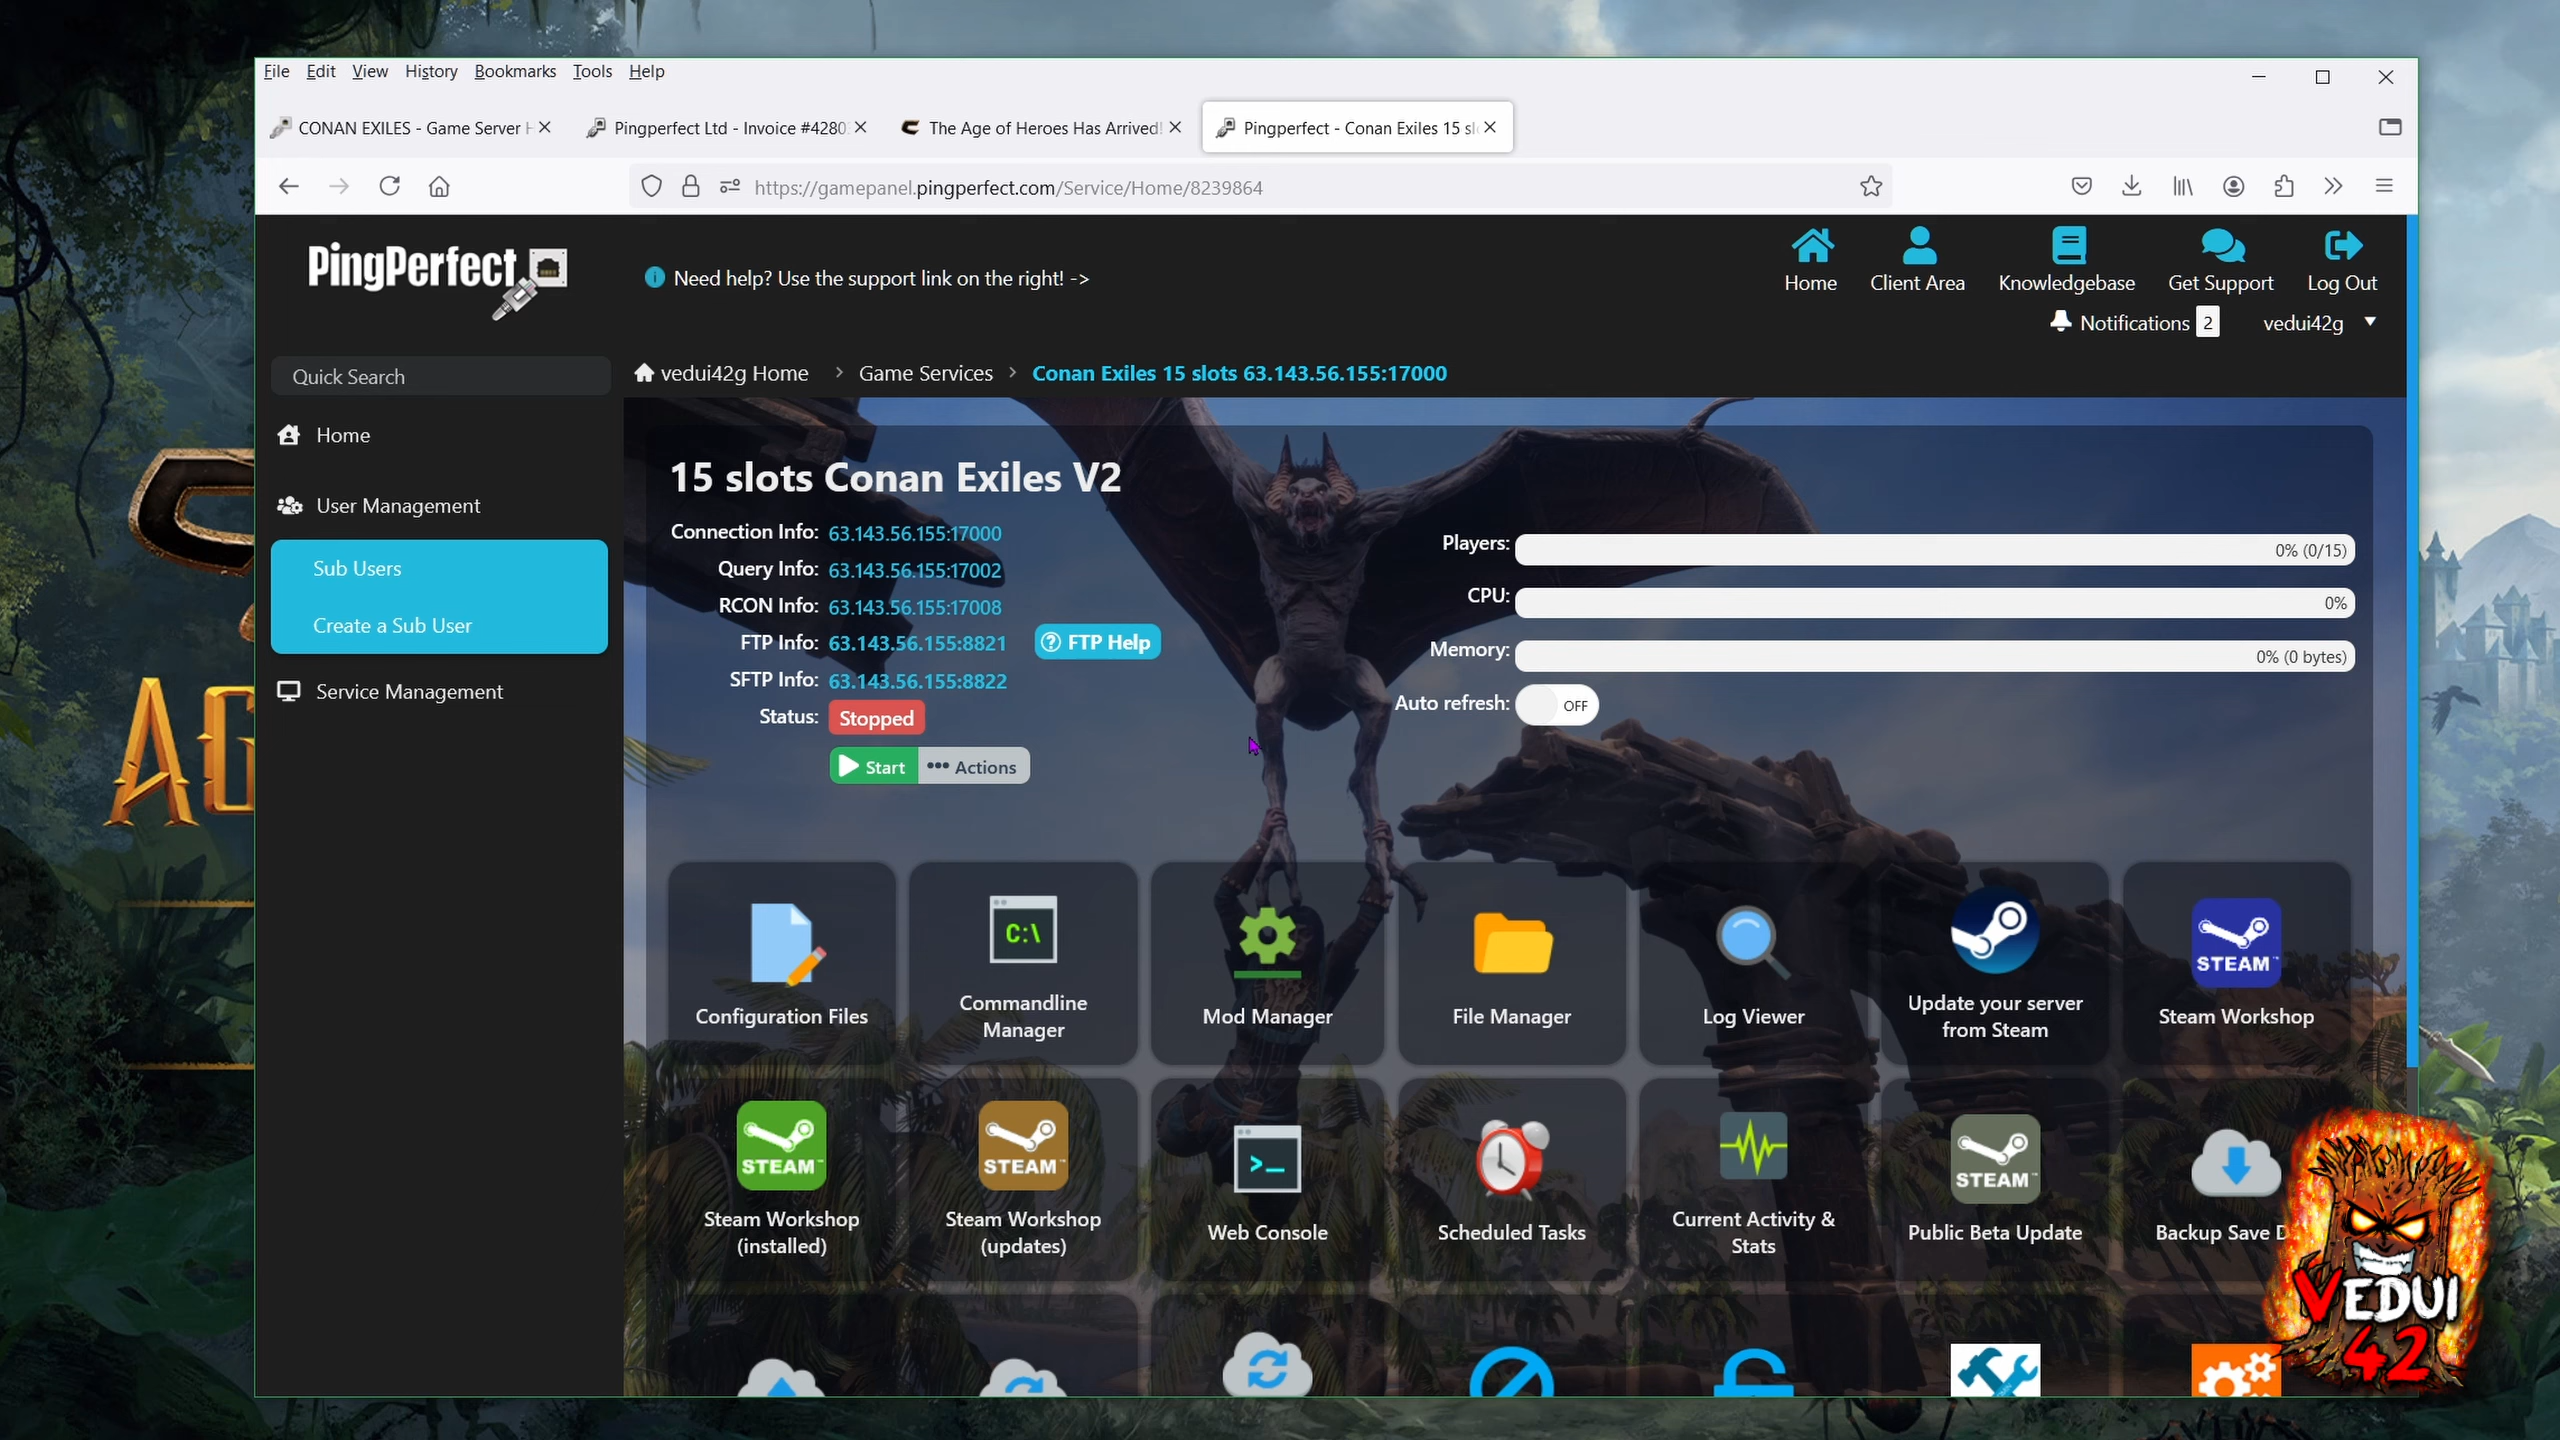 File Edit View History Bookmarks Tools Help
CONAN EXILES - Game Server H
Pingperfect Ltd - Invoice #4280
The Age of Heroes Has Arrived!
Pingperfect - Conan Exiles 15 sl
https://gamepanel.pingperfect.com/Service/Home/8239864
PingPerfect
Need help? Use the support link on the right! ->
Home
Client Area
Knowledgebase
Get Support
Log Out
Notifications 2
vedui42g
Quick Search
Home
User Management
Sub Users
Create a Sub User
Service Management
vedui42g Home > Game Services > Conan Exiles 15 slots 63.143.56.155:17000
15 slots Conan Exiles V2
Connection Info: 63.143.56.155:17000
Query Info: 63.143.56.155:17002
RCON Info: 63.143.56.155:17008
FTP Info: 63.143.56.155:8821
FTP Help
SFTP Info: 63.143.56.155:8822
Status: Stopped
Start
Actions
Players: 0% (0/15)
CPU: 0%
Memory: 0% (0 bytes)
Auto refresh: OFF
Configuration Files
C:\
Commandline
Manager
Mod Manager
File Manager
Log Viewer
Update your server
from Steam
STEAM™
Steam Workshop
STEAM™
Steam Workshop
(installed)
STEAM™
Steam Workshop
(updates)
>_
Web Console
Scheduled Tasks
Current Activity &
Stats
STEAM™
Public Beta Update
Backup Save D
AG
VEDUI
42